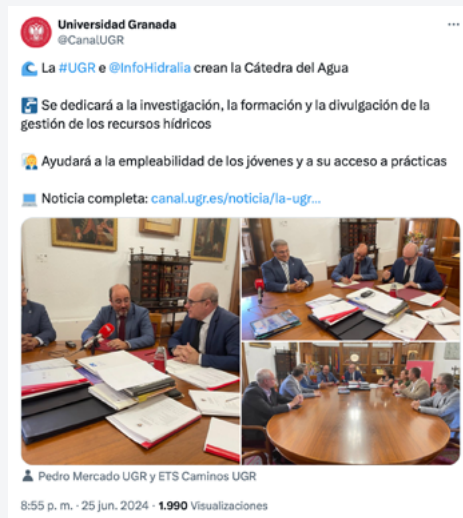 Universidad Granada
@CanalUGR
La #UGR e @InfoHidralia crean la Cátedra del Agua
Se dedicará a la investigación, la formación y la divulgación de la
gestión de los recursos hídricos
Ayudará a la empleabilidad de los jóvenes y a su acceso a prácticas
Noticia completa: canal.ugr.es/noticia/la-ugr...
Pedro Mercado UGR y ETS Caminos UGR
8:55 p. m. · 25 jun. 2024 · 1.990 Visualizaciones